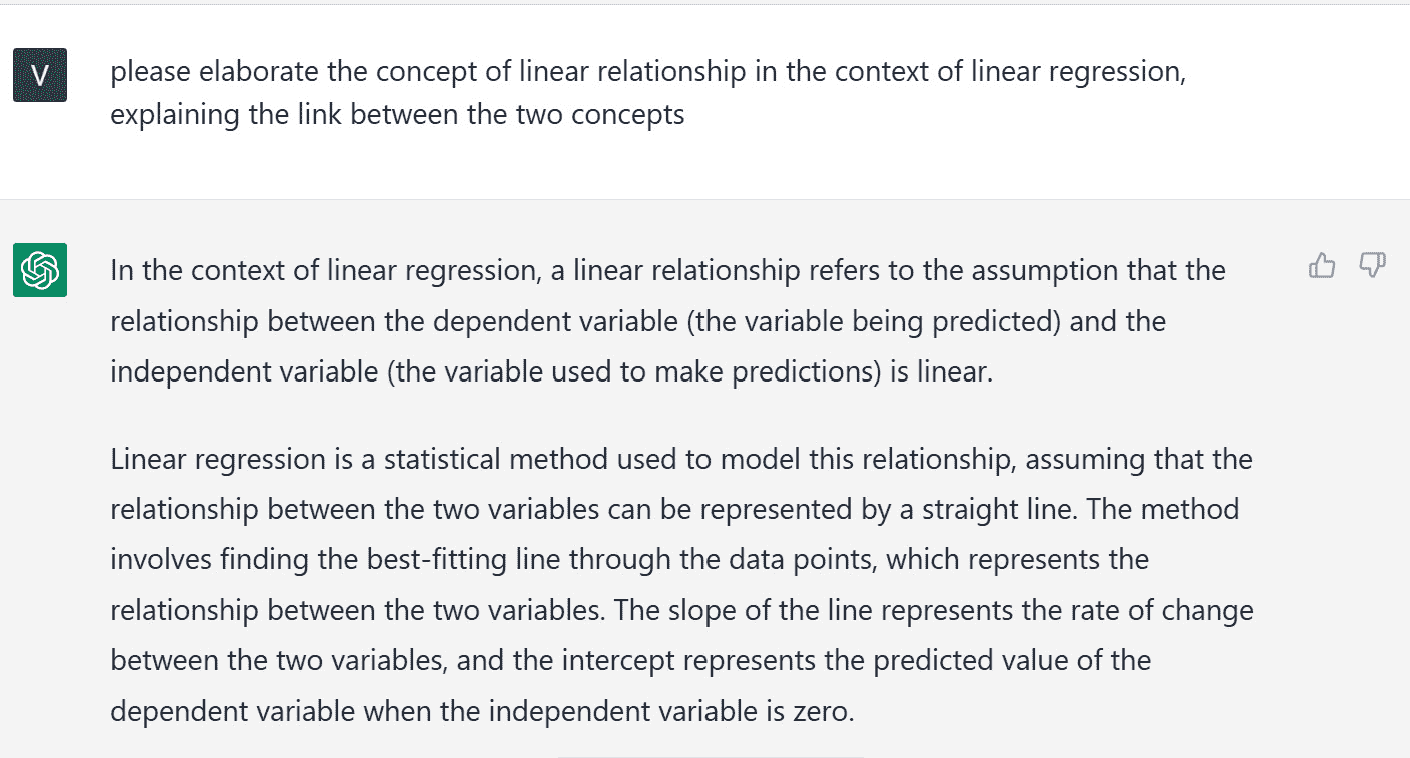 V
please elaborate the concept of linear relationship in the context of linear regression,
explaining the link between the two concepts
In the context of linear regression, a linear relationship refers to the assumption that the
relationship between the dependent variable (the variable being predicted) and the
independent variable (the variable used to make predictions) is linear.
Linear regression is a statistical method used to model this relationship, assuming that the
relationship between the two variables can be represented by a straight line. The method
involves finding the best-fitting line through the data points, which represents the
relationship between the two variables. The slope of the line represents the rate of change
between the two variables, and the intercept represents the predicted value of the
dependent variable when the independent variable is zero.